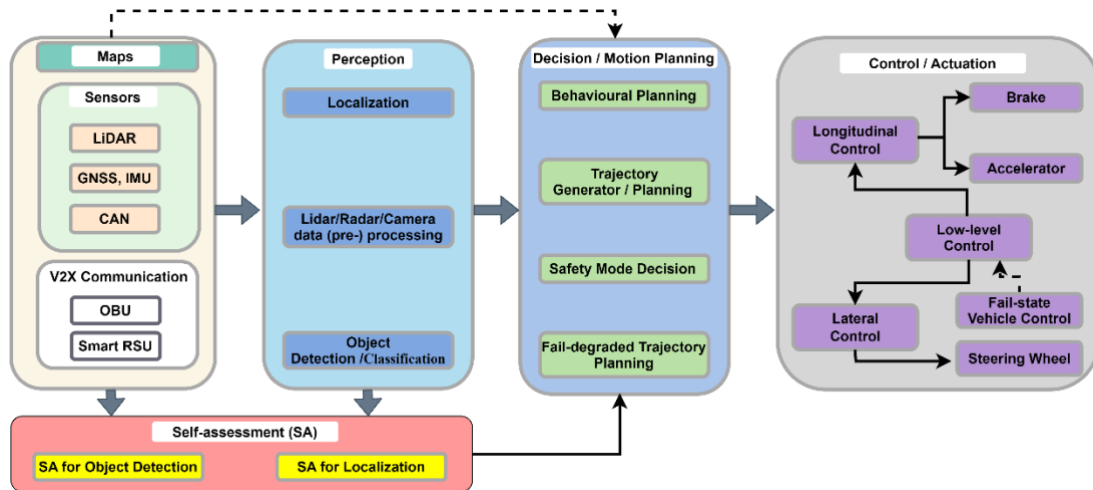 Maps
Sensors
LiDAR
GNSS, IMU
CAN
V2X Communication
OBU
Smart RSU
Perception
Localization
Lidar/Radar/Camera
data (pre-) processing
Object
Detection /Classification
Decision / Motion Planning
Behavioural Planning
Trajectory
Generator / Planning
Safety Mode Decision
Fail-degraded Trajectory
Planning
Control / Actuation
Brake
Longitudinal
Control
Accelerator
Low-level
Control
Fail-state
Vehicle Control
Lateral
Control
Steering Wheel
Self-assessment (SA)
SA for Object Detection
SA for Localization